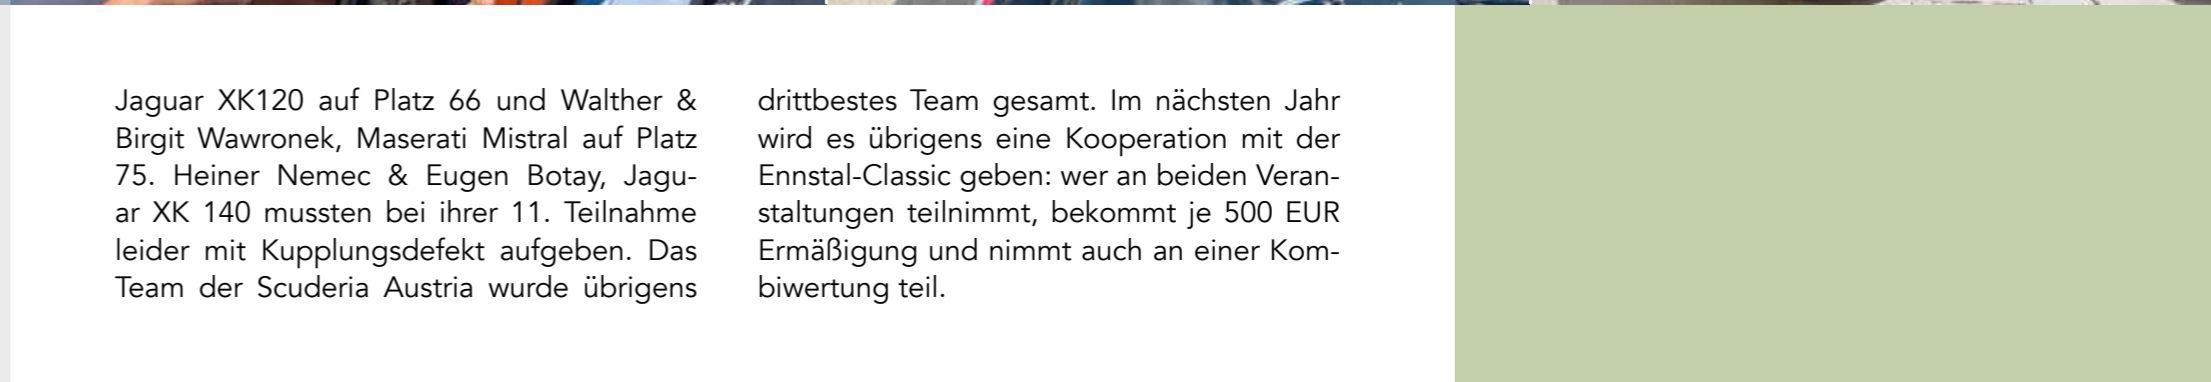 Jaguar XK120 auf Platz 66 und Walther &
Birgit Wawronek, Maserati Mistral auf Platz
75. Heiner Nemec & Eugen Botay, Jagu-
ar XK 140 mussten bei ihrer 11. Teilnahme
leider mit Kupplungsdefekt aufgeben. Das
Team der Scuderia Austria wurde übrigens
drittbestes Team gesamt. Im nächsten Jahr
wird es übrigens eine Kooperation mit der
Ennstal-Classic geben: wer an beiden Veran-
staltungen teilnimmt, bekommt je 500 EUR
Ermäßigung und nimmt auch an einer Kom-
biwertung teil.